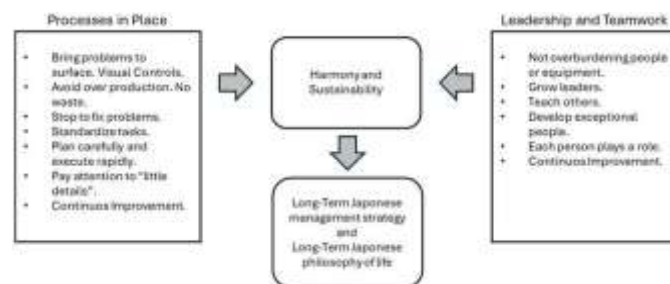 Processes in Place
• Bring problems to
surface. Visual Controls.
• Avoid over production. No
waste.
• Stop to fix problems.
• Standardize tasks.
• Plan carefully and
execute rapidly.
• Pay attention to "little
details".
• Continuos Improvement.
Harmony and
Sustainability
Long-Term Japanese
management strategy
and
Long-Term Japanese
philosophy of life
Leadership and Teamwork
• Not overburdening people
or equipment.
• Grow leaders.
• Teach others.
• Develop exceptional
people.
• Each person plays a role.
• Continuos Improvement.